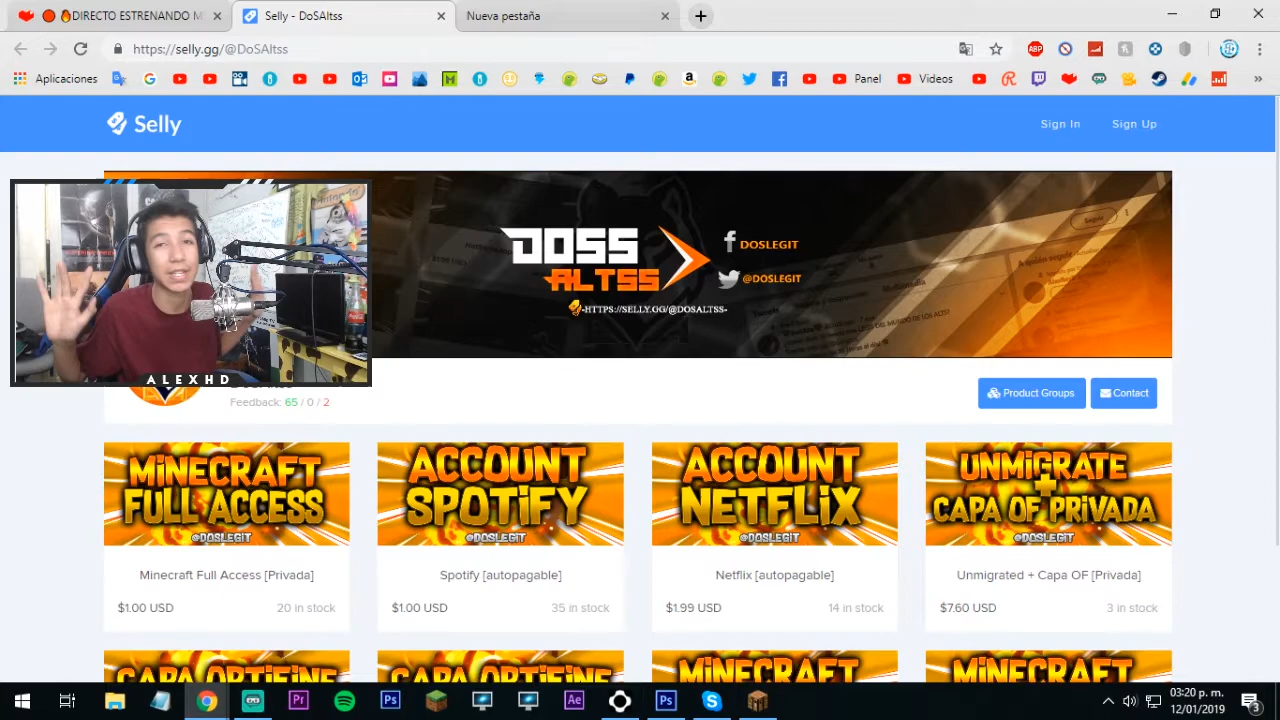 DIRECTO ESTRENANDO M
Selly - DoSAltss
Nueva pestaña
https://selly.gg/@DoSAltss
Aplicaciones
Panel
Videos
Selly
Sign In
Sign Up
DOSS
ALTSS
DOSLEGIT
@DOSLEGIT
-HTTPS://SELLY.GG/@DOSALTSS-
ALEXHD
Feedback: 65 / 0 / 2
Product Groups
Contact
MiNECRAFT
FULL ACCESS
@DOSLEGIT
ACCOUNT
SPOTiFY
@DOSLEGIT
ACCOUNT
NETFLiX
@DOSLEGIT
UNMiGRATE
+
CAPA OF PRiVADA
@DOSLEGIT
Minecraft Full Access [Privada]
Spotify [autopagable]
Netflix [autopagable]
Unmigrated + Capa OF [Privada]
$1.00 USD
20 in stock
$1.00 USD
35 in stock
$1.99 USD
14 in stock
$7.60 USD
3 in stock
CAPA OPTiFiNE
CAPA OPTiFiNE
MiNECRAFT
MiNECRAFT
03:20 p. m.
12/01/2019
3